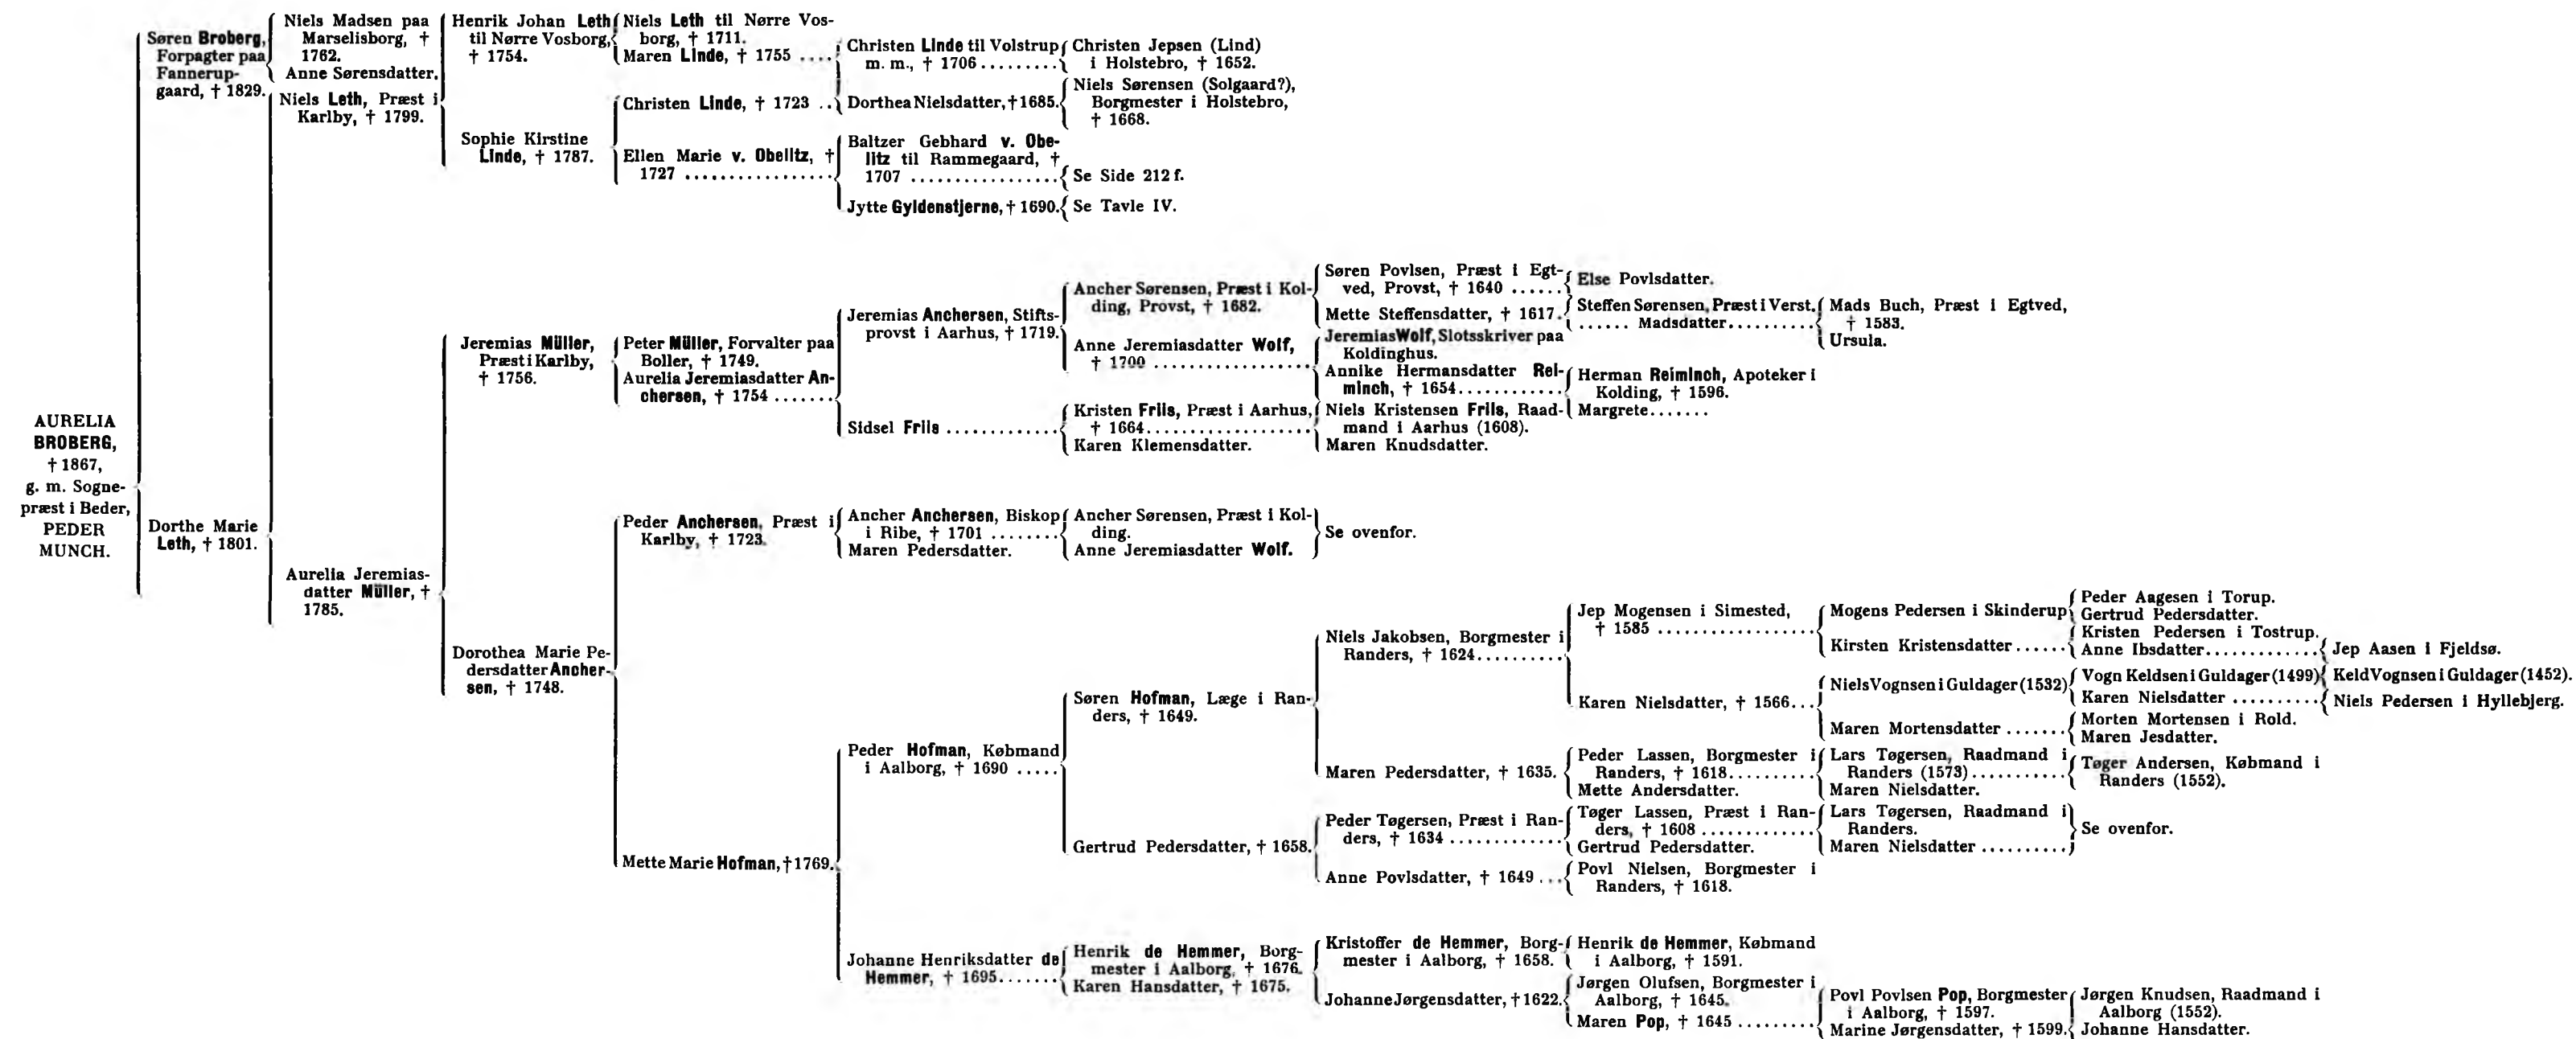 AURELIA
BROBERG,
† 1867,
g. m. Sogne-
præst i Beder,
PEDER
MUNCH.
Søren Broberg,
Forpagter paa
Fannerup-
gaard, † 1829.
Dorthe Marie
Leth, † 1801.
Niels Madsen paa
Marselisborg, †
1762.
Anne Sørensdatter.
Niels Leth, Præst i
Karlby, † 1799.
Aurelia Jeremias-
datter Müller, †
1785.
Henrik Johan Leth
til Nørre Vosborg,
† 1754.
Sophie Kirstine
Linde, † 1787.
Jeremias Müller,
Præst i Karlby,
† 1756.
Dorothea Marie Pe-
dersdatter Ancher-
sen, † 1748.
Niels Leth til Nørre Vos-
borg, † 1711.
Maren Linde, † 1755 ....
Christen Linde, † 1723 ..
Ellen Marie v. Obelitz, †
1727 .................
Peter Müller, Forvalter paa
Boller, † 1749.
Aurelia Jeremiasdatter An-
chersen, † 1754 .......
Peder Anchersen, Præst i
Karlby, † 1723.
Mette Marie Hofman, † 1769.
Christen Linde til Volstrup
m. m., † 1706 .........
Dorthea Nielsdatter, † 1685.
Baltzer Gebhard v. Obe-
litz til Rammegaard, †
1707 .................
Jytte Gyldenstjerne, † 1690.
Jeremias Anchersen, Stifts-
provst i Aarhus, † 1719.
Sidsel Friis .............
Ancher Anchersen, Biskop
i Ribe, † 1701 ........
Maren Pedersdatter.
Peder Hofman, Købmand
i Aalborg, † 1690 .....
Johanne Henriksdatter de
Hemmer, † 1695.......
Christen Jepsen (Lind)
i Holstebro, † 1652.
Niels Sørensen (Solgaard?),
Borgmester i Holstebro,
† 1668.
Se Side 212 f.
Se Tavle IV.
Ancher Sørensen, Præst i Kol-
ding, Provst, † 1682.
Anne Jeremiasdatter Wolf,
† 1700 ..................
Kristen Friis, Præst i Aarhus,
† 1664...................
Karen Klemensdatter.
Ancher Sørensen, Præst i Kol-
ding.
Anne Jeremiasdatter Wolf.
Søren Hofman, Læge i Ran-
ders, † 1649.
Gertrud Pedersdatter, † 1658.
Henrik de Hemmer, Borg-
mester i Aalborg, † 1676.
Karen Hansdatter, † 1675.
Søren Povlsen, Præst i Egt-
ved, Provst, † 1640 ......
Mette Steffensdatter, † 1617.
Jeremias Wolf, Slotsskriver paa
Koldinghus.
Annike Hermansdatter Rei-
minch, † 1654............
Niels Kristensen Friis, Raad-
mand i Aarhus (1608).
Maren Knudsdatter.
Se ovenfor.
Niels Jakobsen, Borgmester i
Randers, † 1624..........
Maren Pedersdatter, † 1635.
Peder Tøgersen, Præst i Ran-
ders, † 1634 .............
Anne Povlsdatter, † 1649 ...
Kristoffer de Hemmer, Borg-
mester i Aalborg, † 1658.
Johanne Jørgensdatter, † 1622.
Else Povlsdatter.
Steffen Sørensen, Præst i Verst.
...... Madsdatter..........
Herman Reiminch, Apoteker i
Kolding, † 1596.
Margrete.......
Jep Mogensen i Simested,
† 1585 ..................
Karen Nielsdatter, † 1566...
Peder Lassen, Borgmester i
Randers, † 1618..........
Mette Andersdatter.
Tøger Lassen, Præst i Ran-
ders, † 1608 .............
Gertrud Pedersdatter.
Povl Nielsen, Borgmester i
Randers, † 1618.
Henrik de Hemmer, Købmand
i Aalborg, † 1591.
Jørgen Olufsen, Borgmester i
Aalborg, † 1645.
Maren Pop, † 1645 .........
Mads Buch, Præst i Egtved,
† 1583.
Ursula.
Mogens Pedersen i Skinderup
Kirsten Kristensdatter ......
Niels Vognsen i Guldager (1532)
Maren Mortensdatter .......
Lars Tøgersen, Raadmand i
Randers (1573)...........
Maren Nielsdatter.
Lars Tøgersen, Raadmand i
Randers.
Maren Nielsdatter ..........
Povl Povlsen Pop, Borgmester
i Aalborg, † 1597.
Marine Jørgensdatter, † 1599.
Peder Aagesen i Torup.
Gertrud Pedersdatter.
Kristen Pedersen i Tostrup.
Anne Ibsdatter.............
Vogn Keldsen i Guldager (1499)
Karen Nielsdatter ..........
Morten Mortensen i Rold.
Maren Jesdatter.
Tøger Andersen, Købmand i
Randers (1552).
Se ovenfor.
Jørgen Knudsen, Raadmand i
Aalborg (1552).
Johanne Hansdatter.
Jep Aasen i Fjeldsø.
Keld Vognsen i Guldager (1452).
Niels Pedersen i Hyllebjerg.